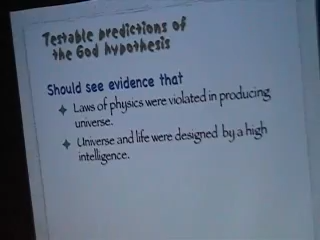 Testable predictions of
the God hypothesis
Should see evidence that
Laws of physics were violated in producing
universe.
Universe and life were designed by a high
intelligence.